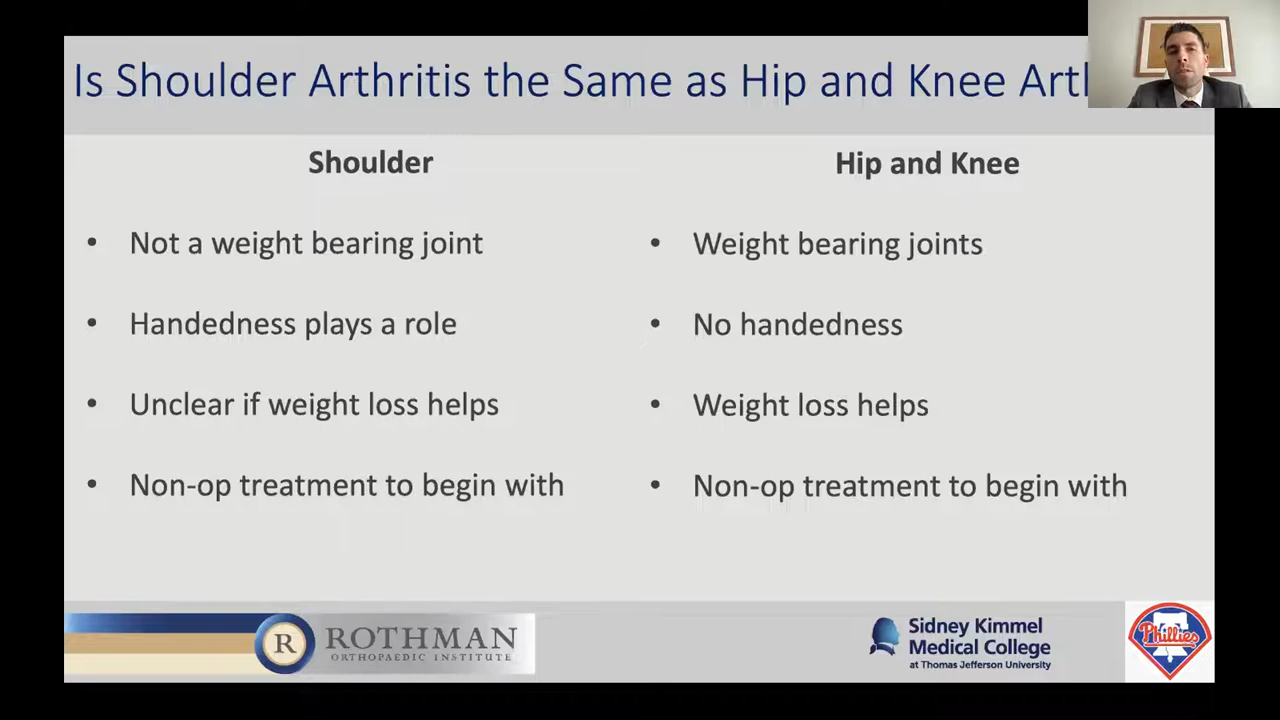 Is Shoulder Arthritis the Same as Hip and Knee
Shoulder
Hip and Knee
• Not a weight bearing joint
• Weight bearing joints
• Handedness plays a role
• No handedness
• Unclear if weight loss helps
• Weight loss helps
• Non-op treatment to begin with
• Non-op treatment to begin with
R
ROTHMAN
ORTHOPAEDIC INSTITUTE
Sidney Kimmel
Medical College
at Thomas Jefferson University
Phillies